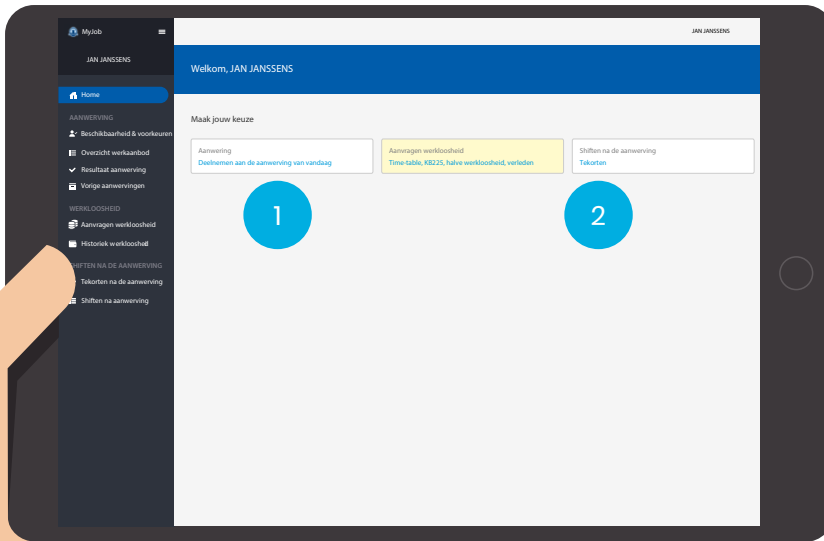 MyJob
JAN JANSSENS
JAN JANSSENS
Welkom, JAN JANSSENS
Home
AANWERVING
Beschikbaarheid & voorkeuren
Overzicht werkaanbod
Resultaat aanwerving
Vorige aanwervingen
WERKLOOSHEID
Aanvragen werkloosheid
Historiek werkloosheid
SHIFTEN NA DE AANWERVING
Tekorten na de aanwerving
Shiften na aanwerving
Maak jouw keuze
Aanwering
Deelnemen aan de aanwerving van vandaag
Aanvragen werkloosheid
Time-table, KB225, halve werkloosheid, verleden
Shiften na de aanwerving
Tekorten
1
2